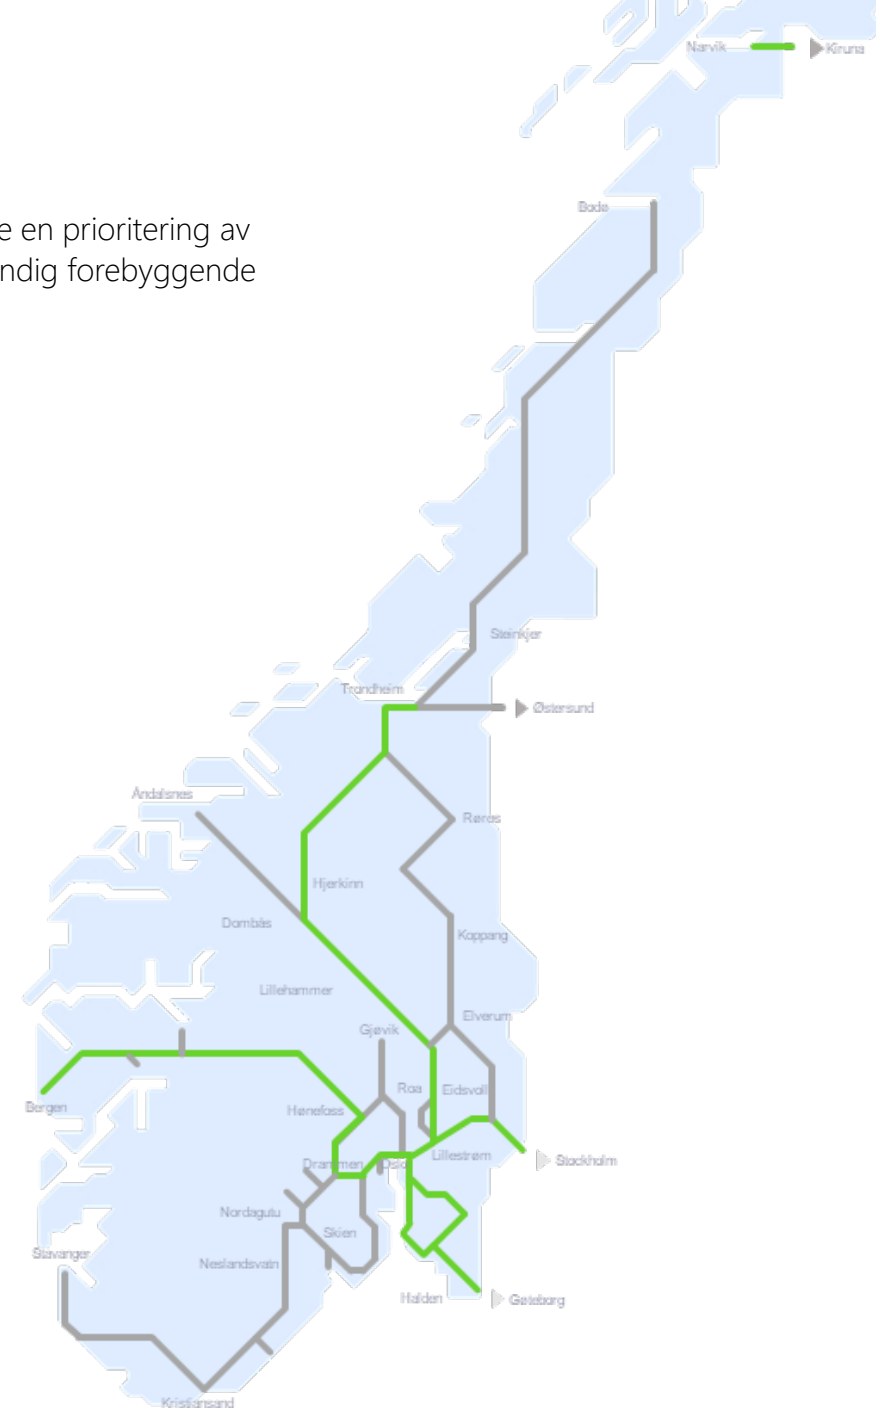 Narvik
Kiruna
Bodø
e en prioritering av
ndig forebyggende
Steinkjer
Trondheim
Østersund
Åndalsnes
Røros
Hjerkinn
Dombås
Koppang
Lillehammer
Elverum
Gjøvik
Roa
Eidsvoll
Bergen
Hønefoss
Drammen
Oslo
Lillestrøm
Stockholm
Nordagutu
Skien
Stavanger
Neslandsvatn
Halden
Gøteborg
Kristiansand